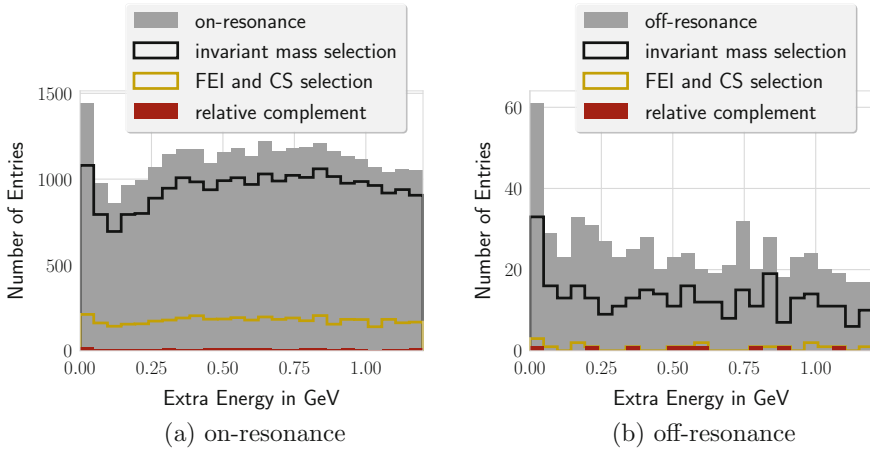 on-resonance
invariant mass selection
FEI and CS selection
relative complement
Number of Entries
1500
1000
500
0
0.00 0.25 0.50 0.75 1.00
Extra Energy in GeV
(a) on-resonance
off-resonance
invariant mass selection
FEI and CS selection
relative complement
Number of Entries
60
40
20
0
0.00 0.25 0.50 0.75 1.00
Extra Energy in GeV
(b) off-resonance